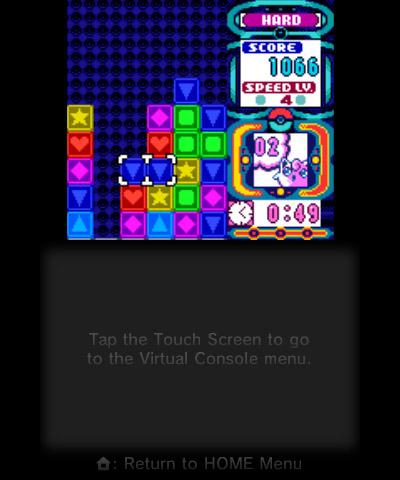 HARD
SCORE
1066
SPEED LV.
4
02
0:49
Tap the Touch Screen to go
to the Virtual Console menu.
: Return to HOME Menu